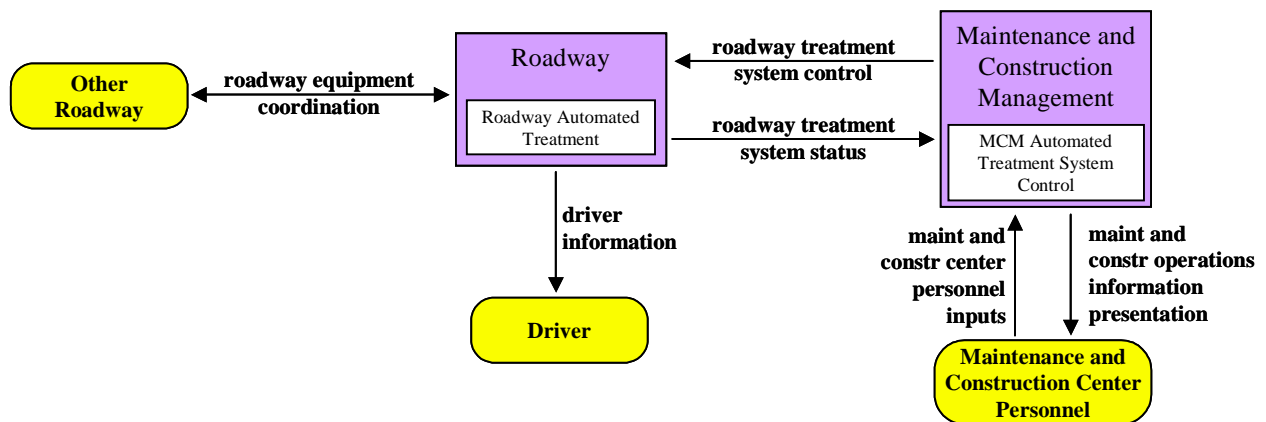 Other
Roadway
roadway equipment
coordination
Roadway
Roadway Automated
Treatment
roadway treatment
system control
roadway treatment
system status
Maintenance and
Construction
Management
MCM Automated
Treatment System
Control
driver
information
Driver
maint and
constr center
personnel
inputs
maint and
constr operations
information
presentation
Maintenance and
Construction Center
Personnel